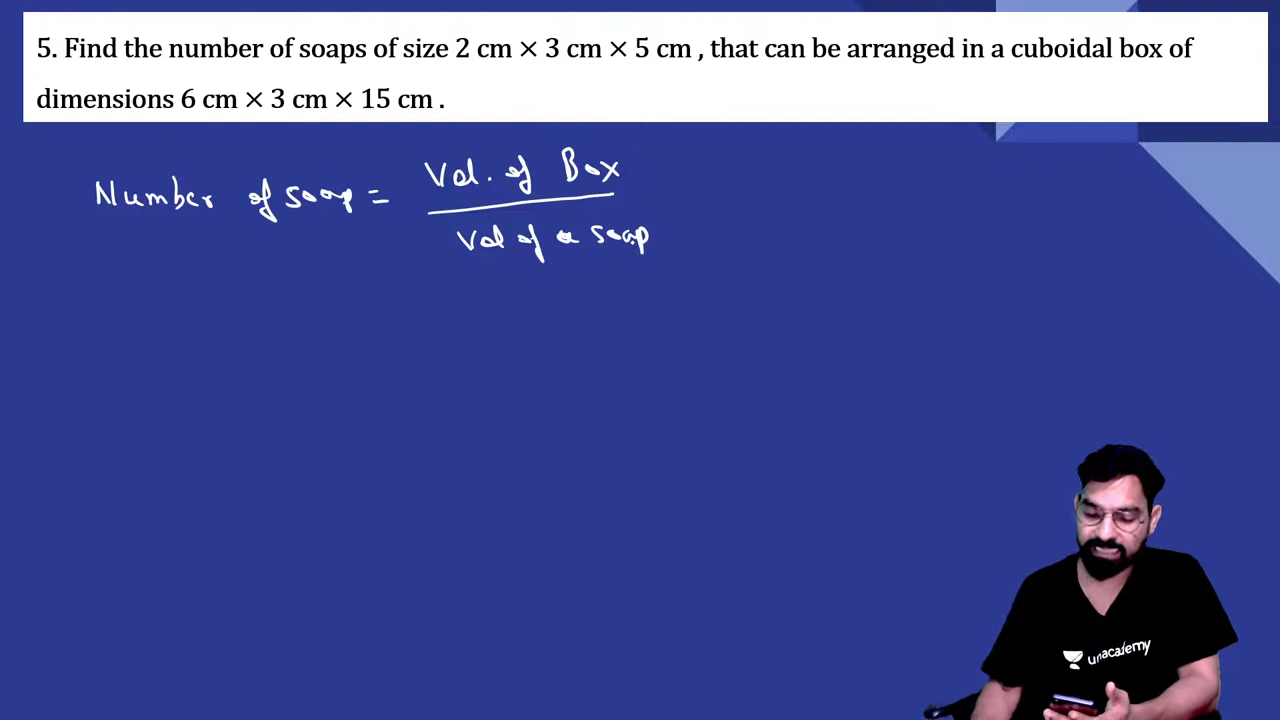 5. Find the number of soaps of size 2 cm × 3 cm × 5 cm , that can be arranged in a cuboidal box of
dimensions 6 cm × 3 cm × 15 cm .
Number of soap = Vol. of Box
Vol of a soap
unacademy